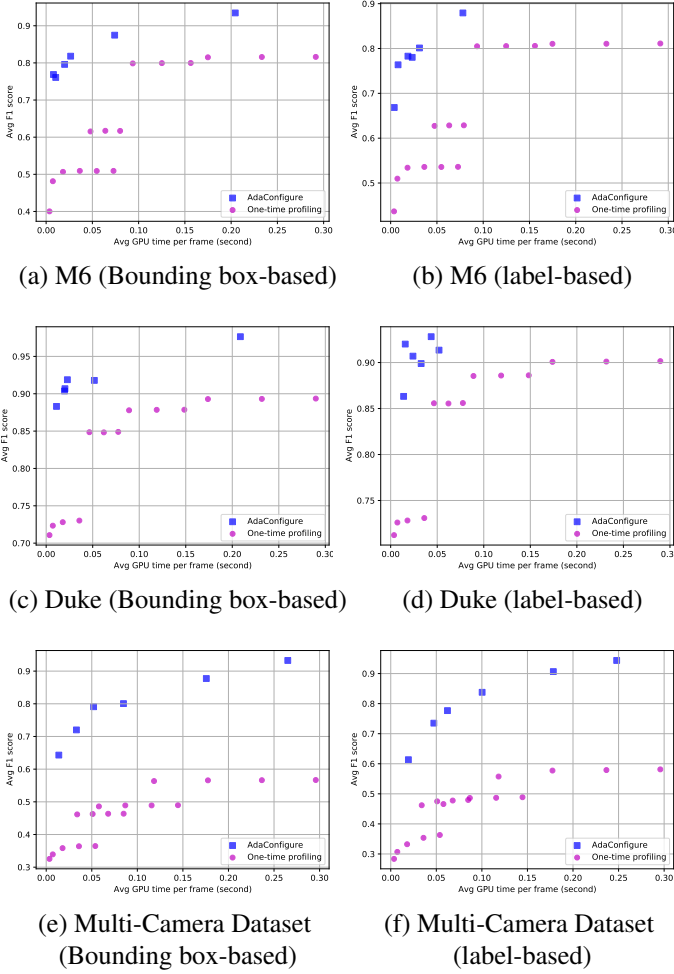 0.9
0.8
0.7
0.6
0.5
0.4
Avg F1 score
0.00 0.05 0.10 0.15 0.20 0.25 0.30
Avg GPU time per frame (second)
AdaConfigure
One-time profiling
(a) M6 (Bounding box-based)
0.9
0.8
0.7
0.6
0.5
Avg F1 score
0.00 0.05 0.10 0.15 0.20 0.25 0.30
Avg GPU time per frame (second)
AdaConfigure
One-time profiling
(b) M6 (label-based)
0.95
0.90
0.85
0.80
0.75
0.70
Avg F1 score
0.00 0.05 0.10 0.15 0.20 0.25 0.30
Avg GPU time per frame (second)
AdaConfigure
One-time profiling
(c) Duke (Bounding box-based)
0.90
0.85
0.80
0.75
Avg F1 score
0.00 0.05 0.10 0.15 0.20 0.25 0.30
Avg GPU time per frame (second)
AdaConfigure
One-time profiling
(d) Duke (label-based)
0.9
0.8
0.7
0.6
0.5
0.4
0.3
Avg F1 score
0.00 0.05 0.10 0.15 0.20 0.25 0.30
Avg GPU time per frame (second)
AdaConfigure
One-time profiling
(e) Multi-Camera Dataset
(Bounding box-based)
0.9
0.8
0.7
0.6
0.5
0.4
0.3
Avg F1 score
0.00 0.05 0.10 0.15 0.20 0.25 0.30
Avg GPU time per frame (second)
AdaConfigure
One-time profiling
(f) Multi-Camera Dataset
(label-based)